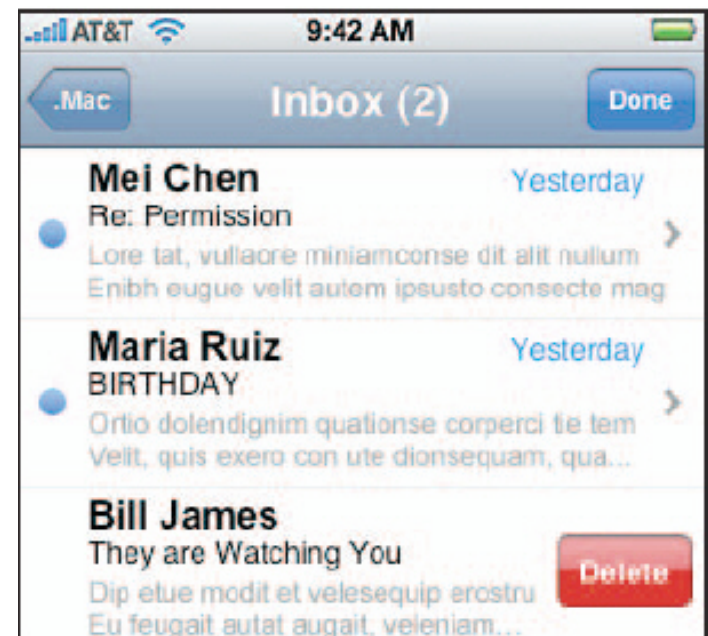 AT&T 9:42 AM
.Mac Inbox (2) Done
Mei Chen Yesterday
Re: Permission
Lore tat, vullaore miniamconse dit alit nullum
Enibh eugue velit autem ipsusto consecte mag
Maria Ruiz Yesterday
BIRTHDAY
Ortio dolendignim quationse corperci tie tem
Velit, quis exero con ute dionsequam, qua...
Bill James
They are Watching You Delete
Dip etue modit et velesequip erostru
Eu feugait autat augait, veleniam...